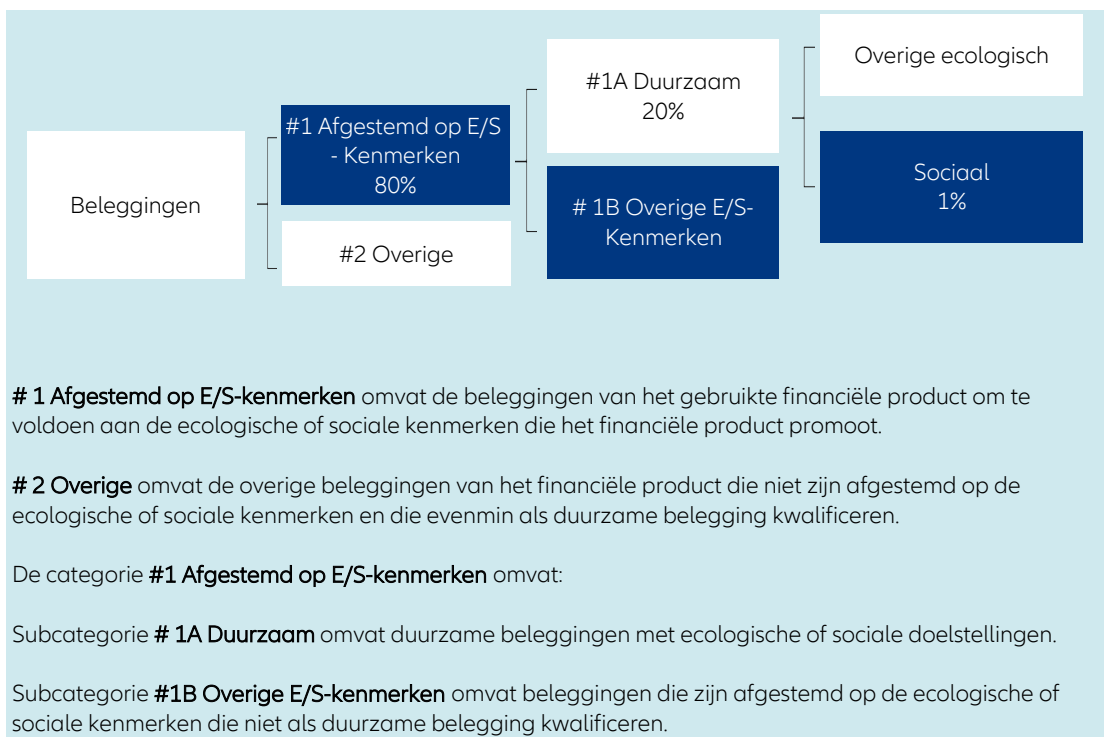 Beleggingen
#1 Afgestemd op E/S
- Kenmerken
80%
#2 Overige
#1A Duurzaam
20%
# 1B Overige E/S-
Kenmerken
Overige ecologisch
Sociaal
1%
# 1 Afgestemd op E/S-kenmerken omvat de beleggingen van het gebruikte financiële product om te
voldoen aan de ecologische of sociale kenmerken die het financiële product promoot.
# 2 Overige omvat de overige beleggingen van het financiële product die niet zijn afgestemd op de
ecologische of sociale kenmerken en die evenmin als duurzame belegging kwalificeren.
De categorie #1 Afgestemd op E/S-kenmerken omvat:
Subcategorie # 1A Duurzaam omvat duurzame beleggingen met ecologische of sociale doelstellingen.
Subcategorie #1B Overige E/S-kenmerken omvat beleggingen die zijn afgestemd op de ecologische of
sociale kenmerken die niet als duurzame belegging kwalificeren.